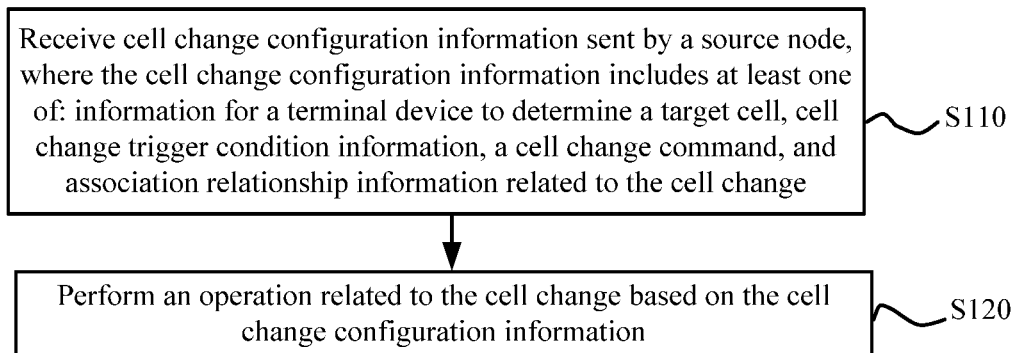 Receive cell change configuration information sent by a source node,
where the cell change configuration information includes at least one
of: information for a terminal device to determine a target cell, cell
change trigger condition information, a cell change command, and
association relationship information related to the cell change
S110
Perform an operation related to the cell change based on the cell
change configuration information
S120